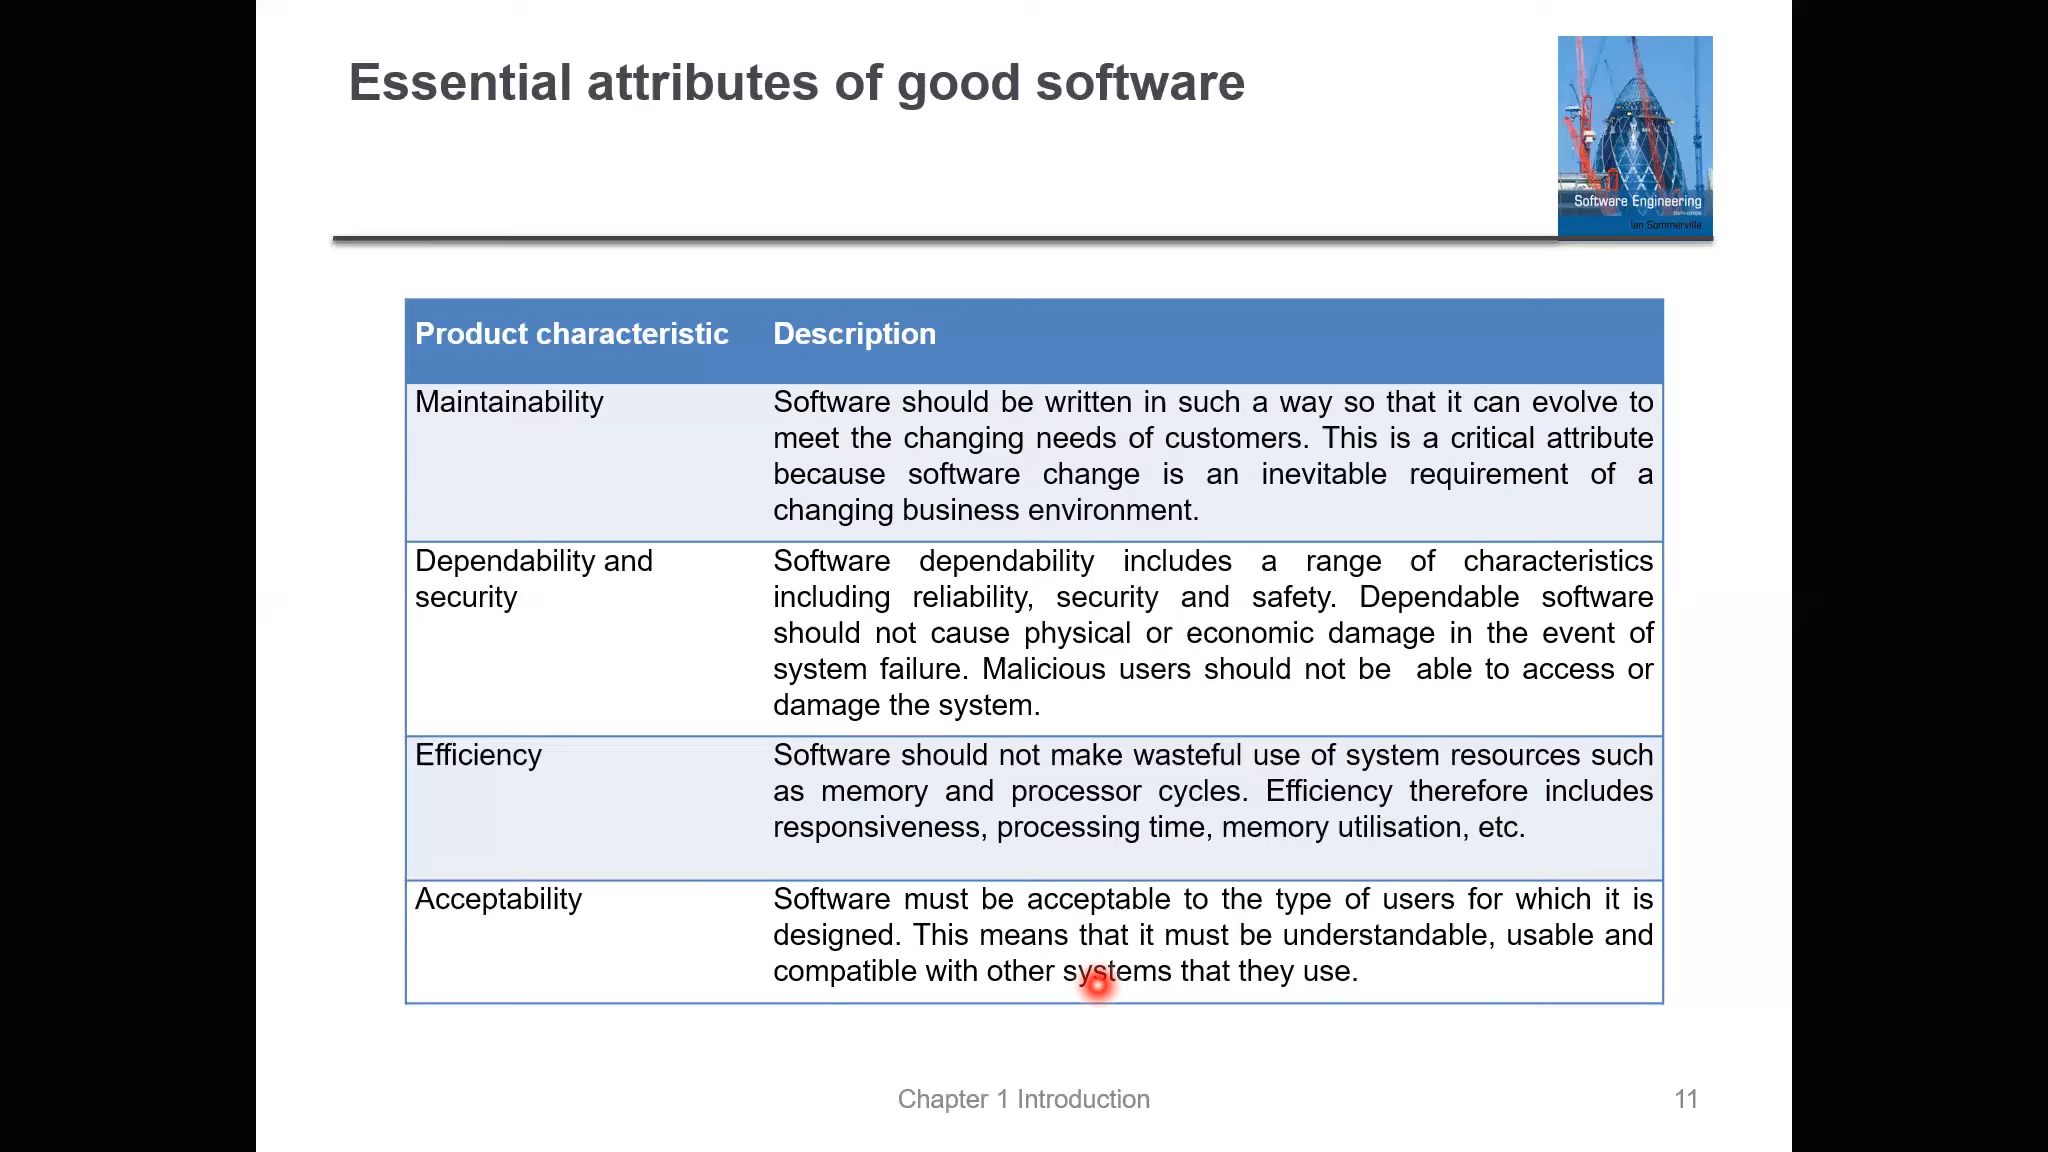 Essential attributes of good software
Software Engineering
Ian Sommerville
Product characteristic Description
Maintainability
Software should be written in such a way so that it can evolve to
meet the changing needs of customers. This is a critical attribute
because software change is an inevitable requirement of a
changing business environment.
Dependability and
security
Software dependability includes a range of characteristics
including reliability, security and safety. Dependable software
should not cause physical or economic damage in the event of
system failure. Malicious users should not be able to access or
damage the system.
Efficiency
Software should not make wasteful use of system resources such
as memory and processor cycles. Efficiency therefore includes
responsiveness, processing time, memory utilisation, etc.
Acceptability
Software must be acceptable to the type of users for which it is
designed. This means that it must be understandable, usable and
compatible with other systems that they use.
Chapter 1 Introduction
11